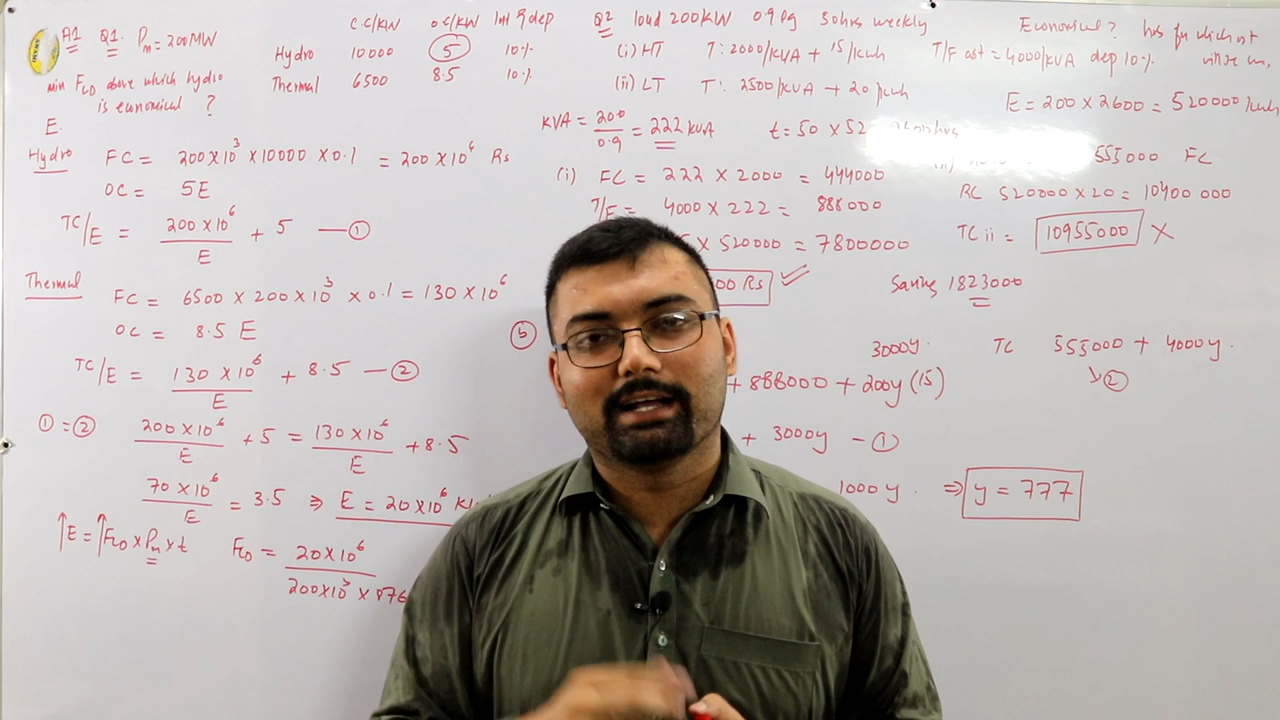 A1 Q1. Pm = 200MW
min FLD above which hydro
is economical ?
E.
C.C/KW O.C/KW Int & dep
Hydro 10000 5 10%
Thermal 6500 8.5 10%
Hydro FC = 200x10³ x 10000 x 0.1 = 200 x 10⁶ Rs
OC = 5E
TC/E = 200 x 10⁶ / E + 5 — ①
Thermal
FC = 6500 x 200 x 10³ x 0.1 = 130 x 10⁶
OC = 8.5 E
TC/E = 130 x 10⁶ / E + 8.5 — ②
① = ② 200 x 10⁶ / E + 5 = 130 x 10⁶ / E + 8.5
70 x 10⁶ / E = 3.5 ⇒ E = 20 x 10⁶
↑E = ↑FLD x Pm x t FLD = 20 x 10⁶ / 200x10³ x 876
Q2 load 200KW 0.9 pg 50hrs weekly
(i) HT T: 2000/KVA + 15/Kwh
(ii) LT T: 2500/KVA + 20/Kwh
Economical? hrs for which
T/F cost = 4000/KVA dep 10%
E = 200 x 2600 = 520000 Kwh
KVA = 200 / 0.9 = 222 KVA t = 50 x 52
(i) FC = 222 x 2000 = 444000
T/F = 4000 x 222 = 888000
5 x 520000 = 7800000
00 Rs
555000 FC
RC 520000 x 20 = 10400 000
TC ii = 10955000 X
Saving 1823000
ⓑ
3000y
+ 888000 + 200y (15)
+ 3000y — ①
TC 555000 + 4000y.
↘ ②
1000y. ⇒ y = 777